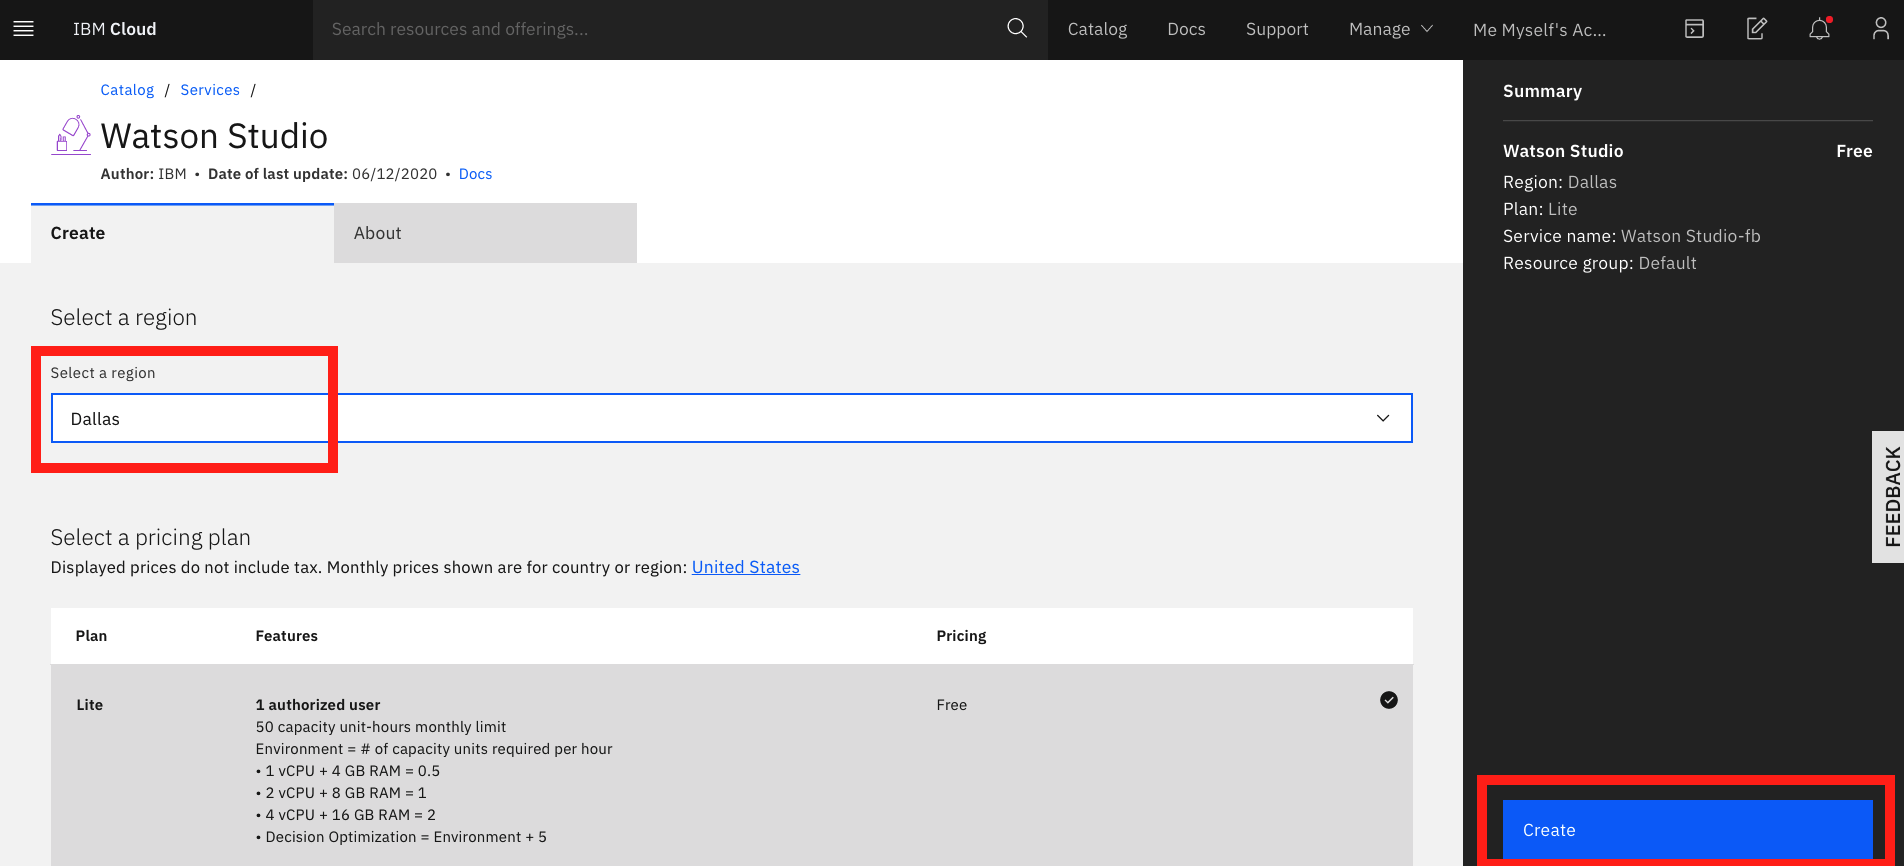 IBM Cloud
Search resources and offerings...
Catalog
Docs
Support
Manage
Me Myself's Ac...
Catalog / Services /
Watson Studio
Author: IBM • Date of last update: 06/12/2020 • Docs
Create
About
Select a region
Select a region
Dallas
Select a pricing plan
Displayed prices do not include tax. Monthly prices shown are for country or region: United States
Plan Features Pricing
Lite 1 authorized user Free
50 capacity unit-hours monthly limit
Environment = # of capacity units required per hour
• 1 vCPU + 4 GB RAM = 0.5
• 2 vCPU + 8 GB RAM = 1
• 4 vCPU + 16 GB RAM = 2
• Decision Optimization = Environment + 5
Summary
Watson Studio Free
Region: Dallas
Plan: Lite
Service name: Watson Studio-fb
Resource group: Default
FEEDBACK
Create